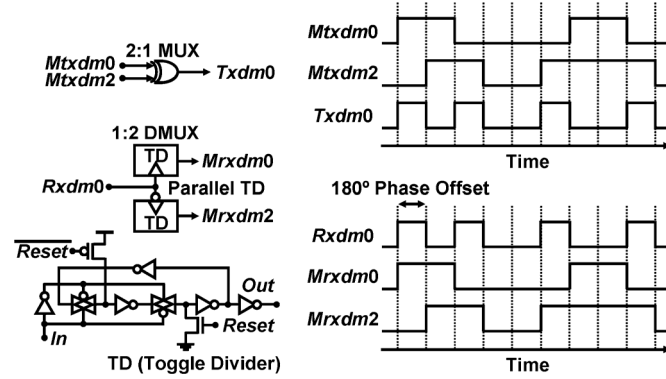 2:1 MUX
Mtxdm0
Mtxdm2
Txdm0
1:2 DMUX
TD
Mrxdm0
Rxdm0
Parallel TD
TD
Mrxdm2
Reset
Out
In
Reset
TD (Toggle Divider)
Mtxdm0
Mtxdm2
Txdm0
Time
180º Phase Offset
Rxdm0
Mrxdm0
Mrxdm2
Time